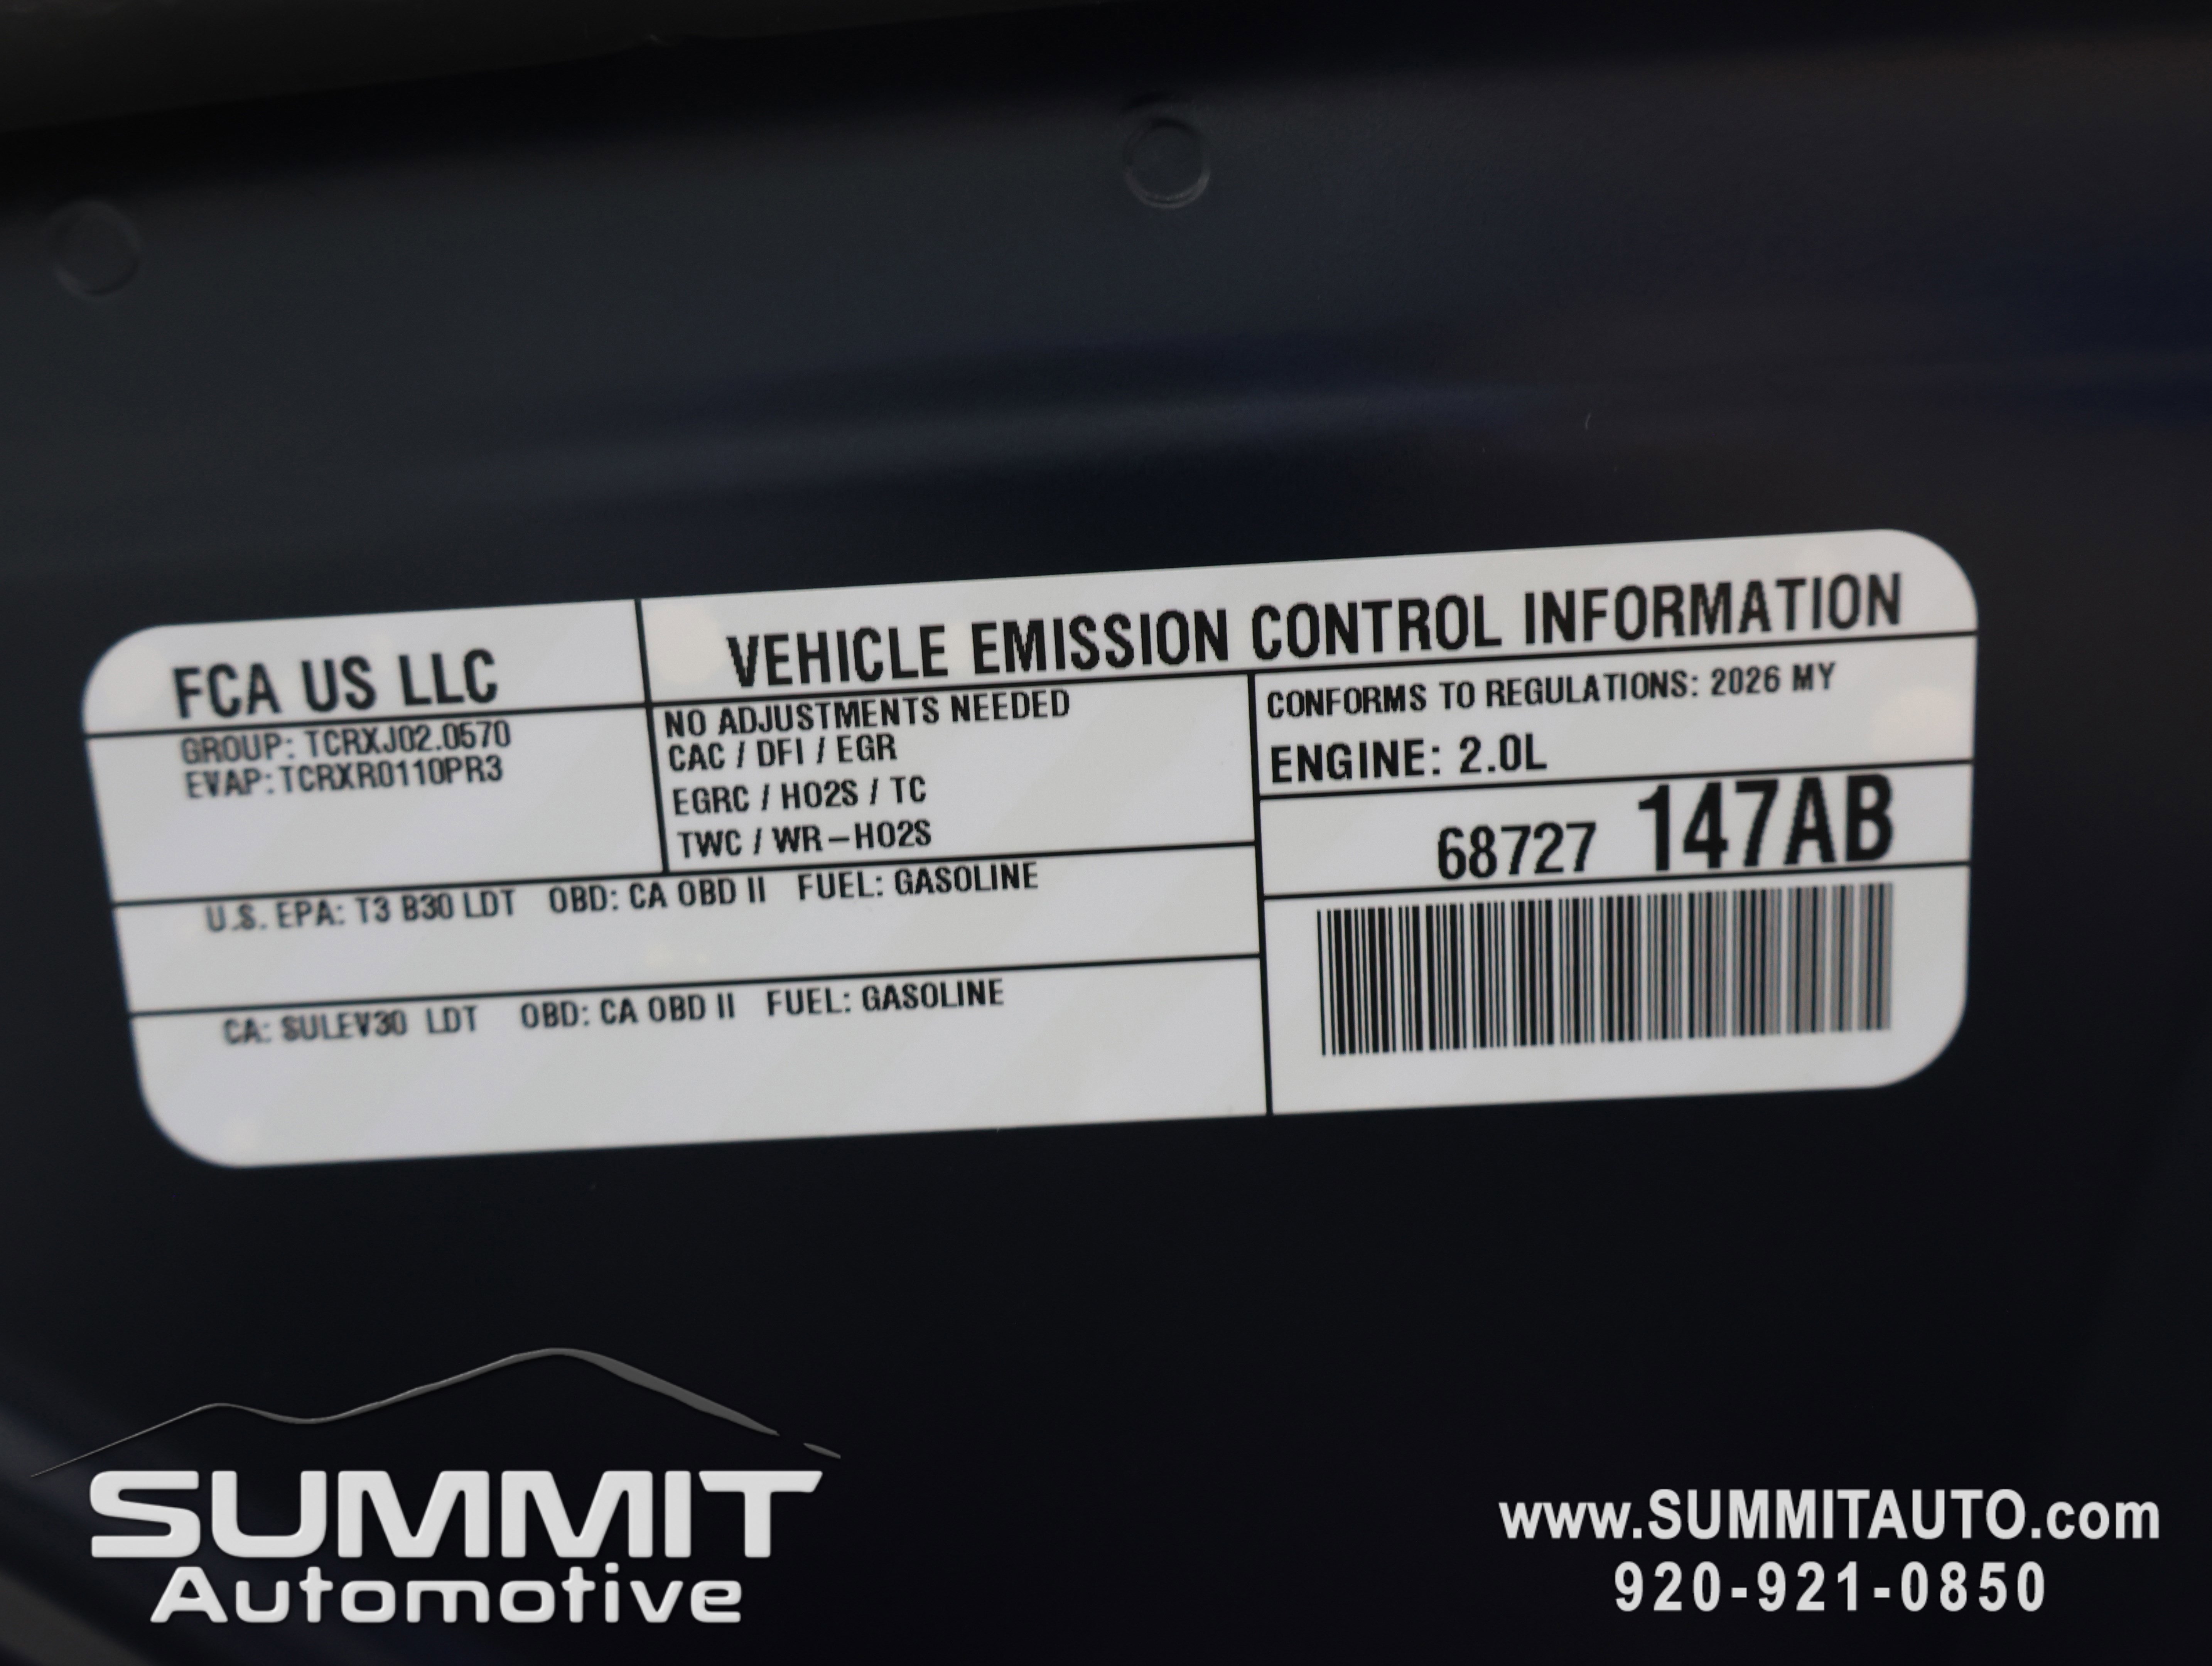 FCA US LLC
VEHICLE EMISSION CONTROL INFORMATION
GROUP: TCRXJ02.0570
EVAP: TCRXR0110PR3
NO ADJUSTMENTS NEEDED
CAC / DFI / EGR
EGRC / HO2S / TC
TWC / WR-HO2S
CONFORMS TO REGULATIONS: 2026 MY
ENGINE: 2.0L
68727 147AB
U.S. EPA: T3 B30 LDT OBD: CA OBD II FUEL: GASOLINE
CA: SULEV30 LDT OBD: CA OBD II FUEL: GASOLINE
SUMMIT
Automotive
www.SUMMITAUTO.com
920-921-0850